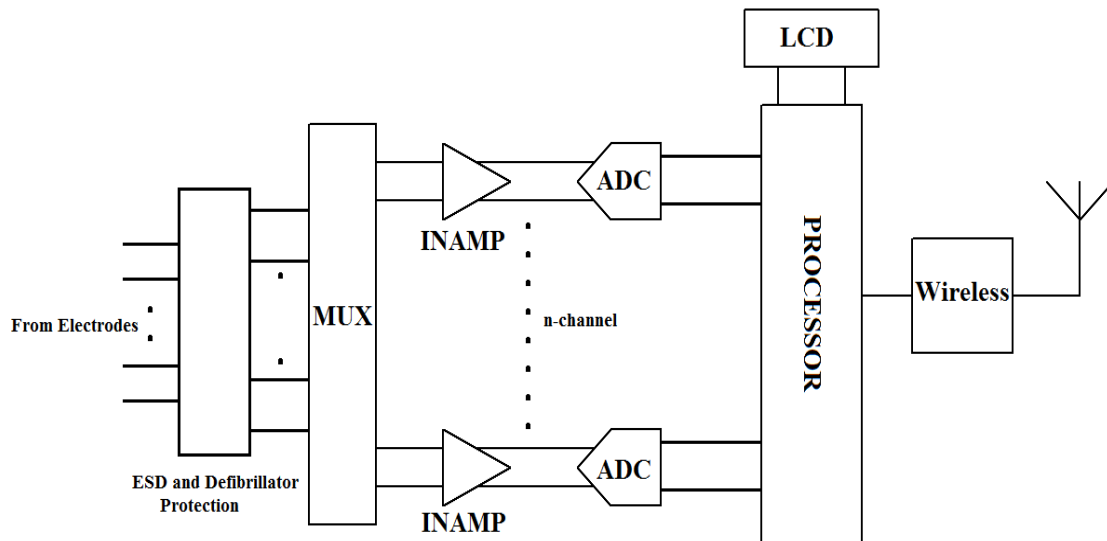 LCD
ADC
INAMP
PROCESSOR
Wireless
MUX
From Electrodes
n-channel
ADC
ESD and Defibrillator
Protection
INAMP